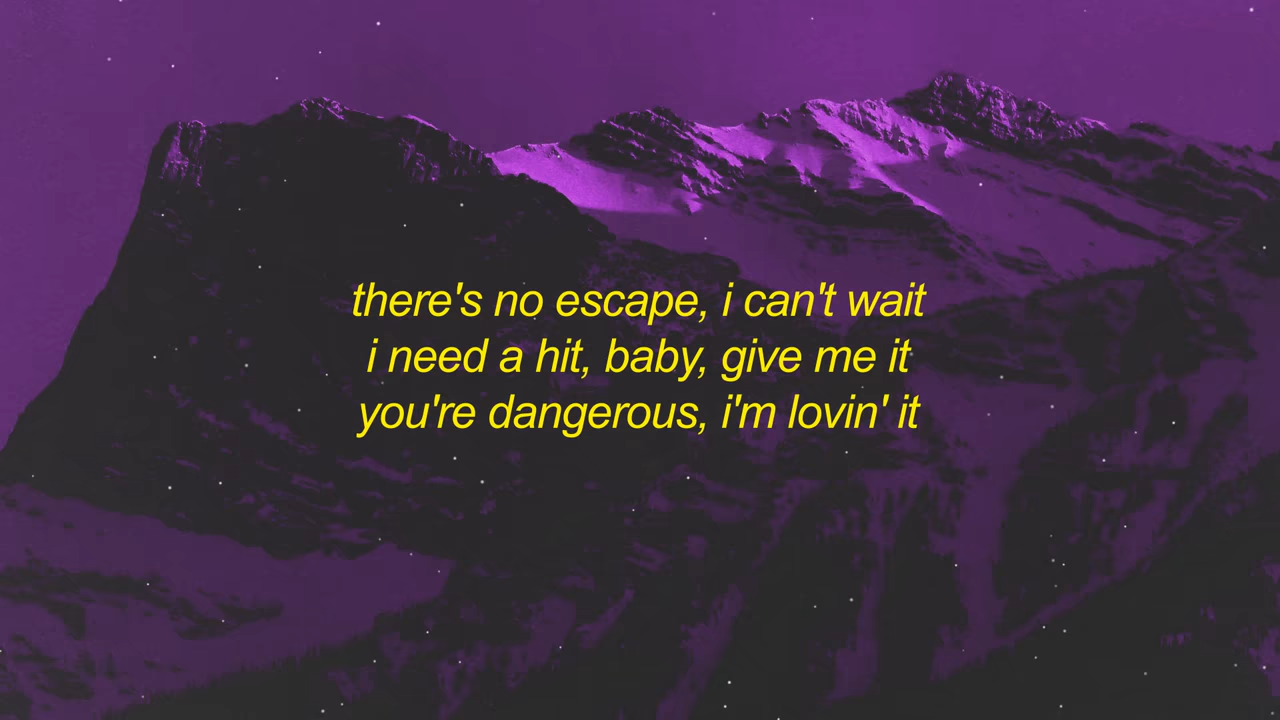 there's no escape, i can't wait
i need a hit, baby, give me it
you're dangerous, i'm lovin' it